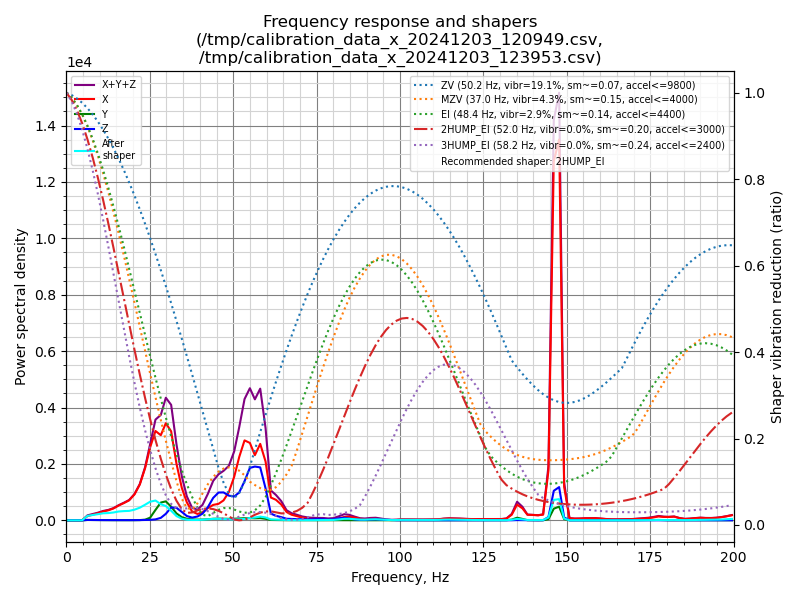 Frequency response and shapers
(/tmp/calibration_data_x_20241203_120949.csv,
/tmp/calibration_data_x_20241203_123953.csv)
1e4
X+Y+Z
X
Y
Z
After
shaper
ZV (50.2 Hz, vibr=19.1%, sm~=0.07, accel<=9800)
MZV (37.0 Hz, vibr=4.3%, sm~=0.15, accel<=4000)
EI (48.4 Hz, vibr=2.9%, sm~=0.14, accel<=4400)
2HUMP_EI (52.0 Hz, vibr=0.0%, sm~=0.20, accel<=3000)
3HUMP_EI (58.2 Hz, vibr=0.0%, sm~=0.24, accel<=2400)
Recommended shaper: 2HUMP_EI
Power spectral density
1.4
1.2
1.0
0.8
0.6
0.4
0.2
0.0
1.0
0.8
0.6
0.4
0.2
0.0
Shaper vibration reduction (ratio)
0 25 50 75 100 125 150 175 200
Frequency, Hz